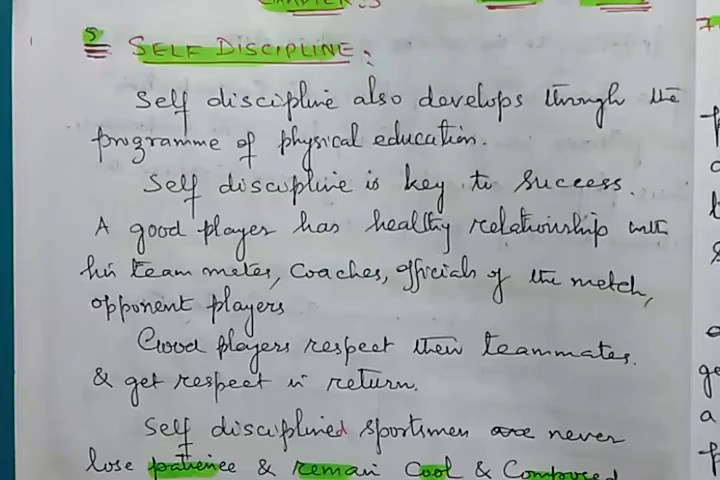 CHAPTER :5
5 SELF DISCIPLINE :
Self discipline also develops through the
programme of physical education.
Self discipline is key to success.
A good player has healthy relationship with
his team mates, Coaches, officials of the match,
opponent players
Good players respect their teammates.
& get respect in return.
Self disciplined sportsmen are never
lose patience & remain Cool & Composed